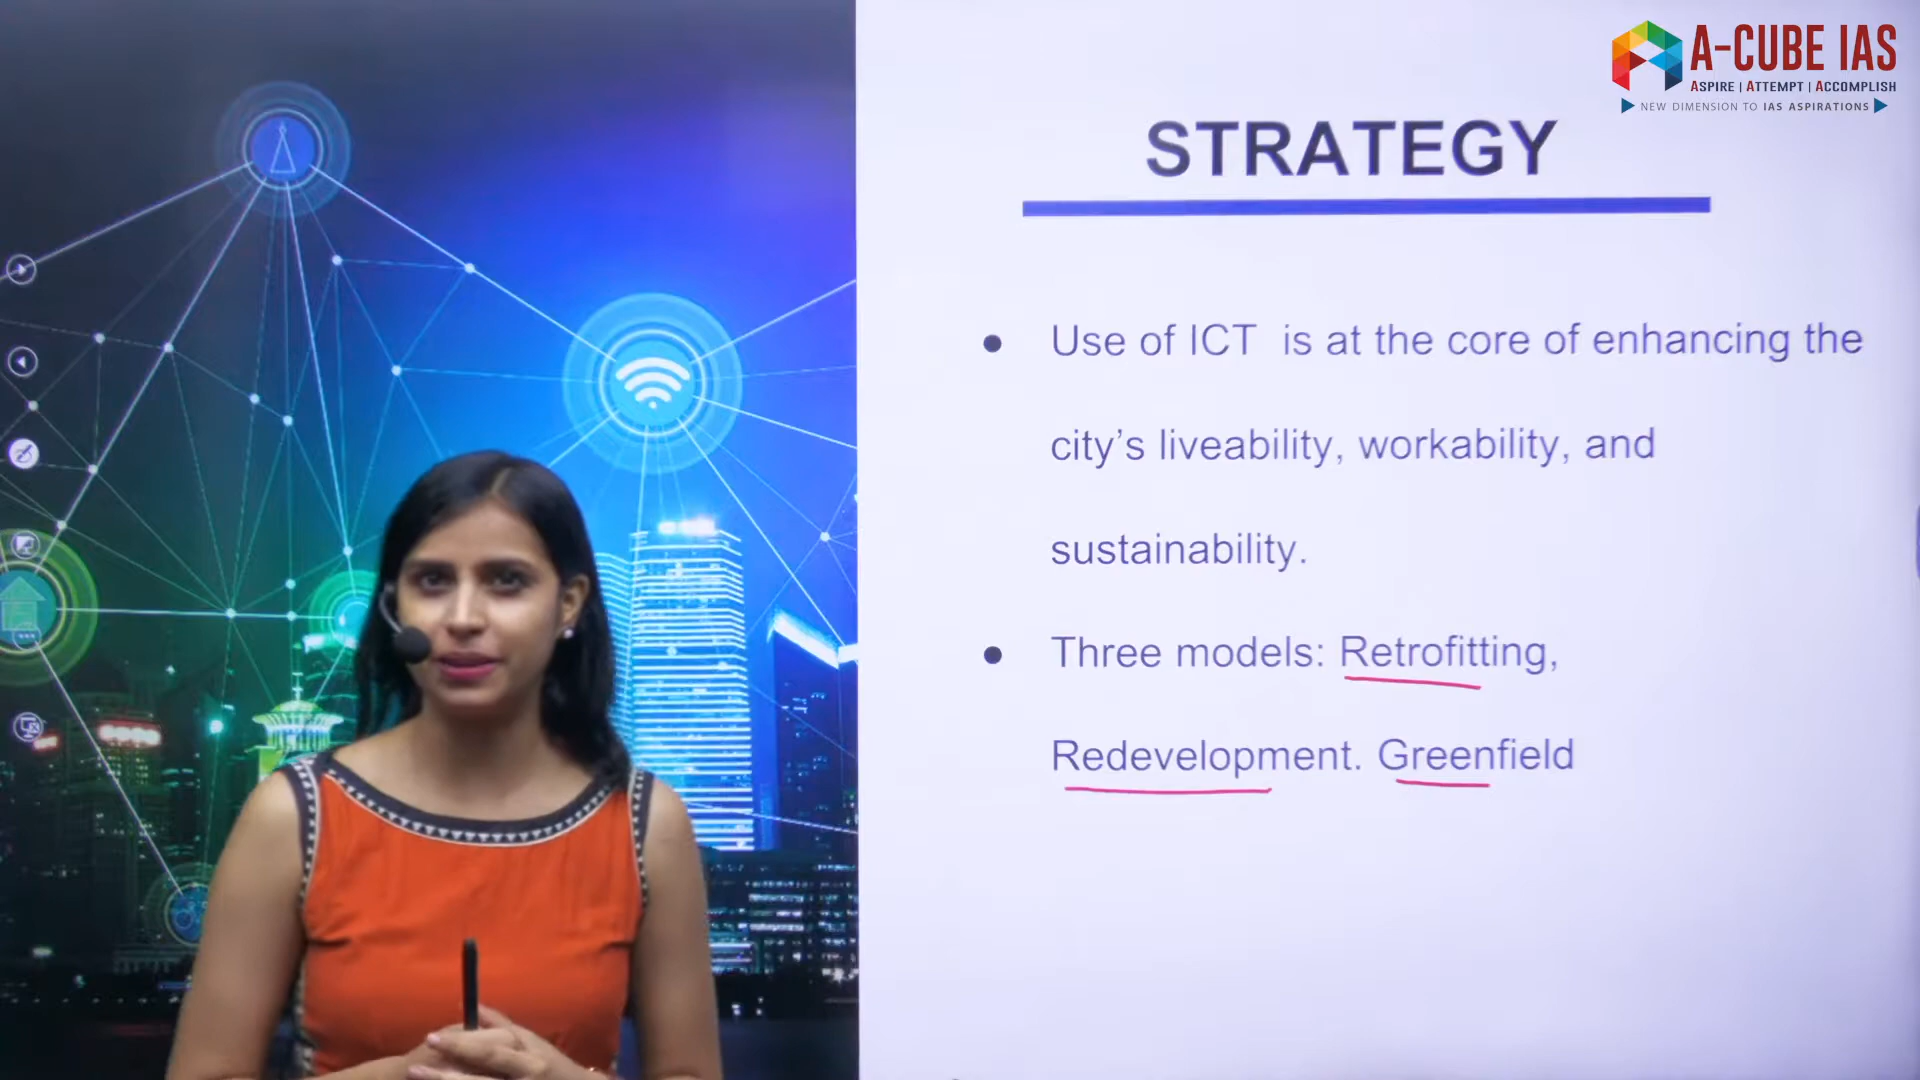 A-CUBE IAS
ASPIRE | ATTEMPT | ACCOMPLISH
NEW DIMENSION TO IAS ASPIRATIONS
STRATEGY
Use of ICT is at the core of enhancing the
city’s liveability, workability, and
sustainability.
Three models: Retrofitting,
Redevelopment. Greenfield